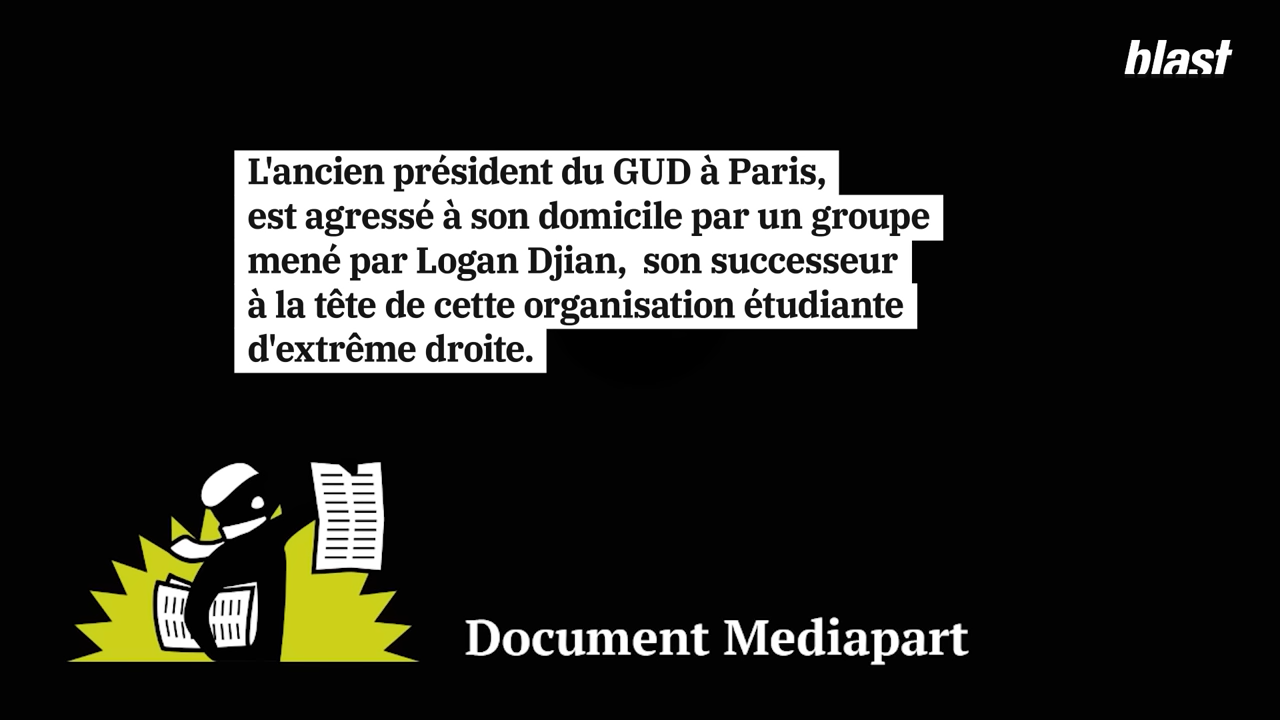 blast
L'ancien président du GUD à Paris,
est agressé à son domicile par un groupe
mené par Logan Djian,  son successeur
à la tête de cette organisation étudiante
d'extrême droite.
Document Mediapart